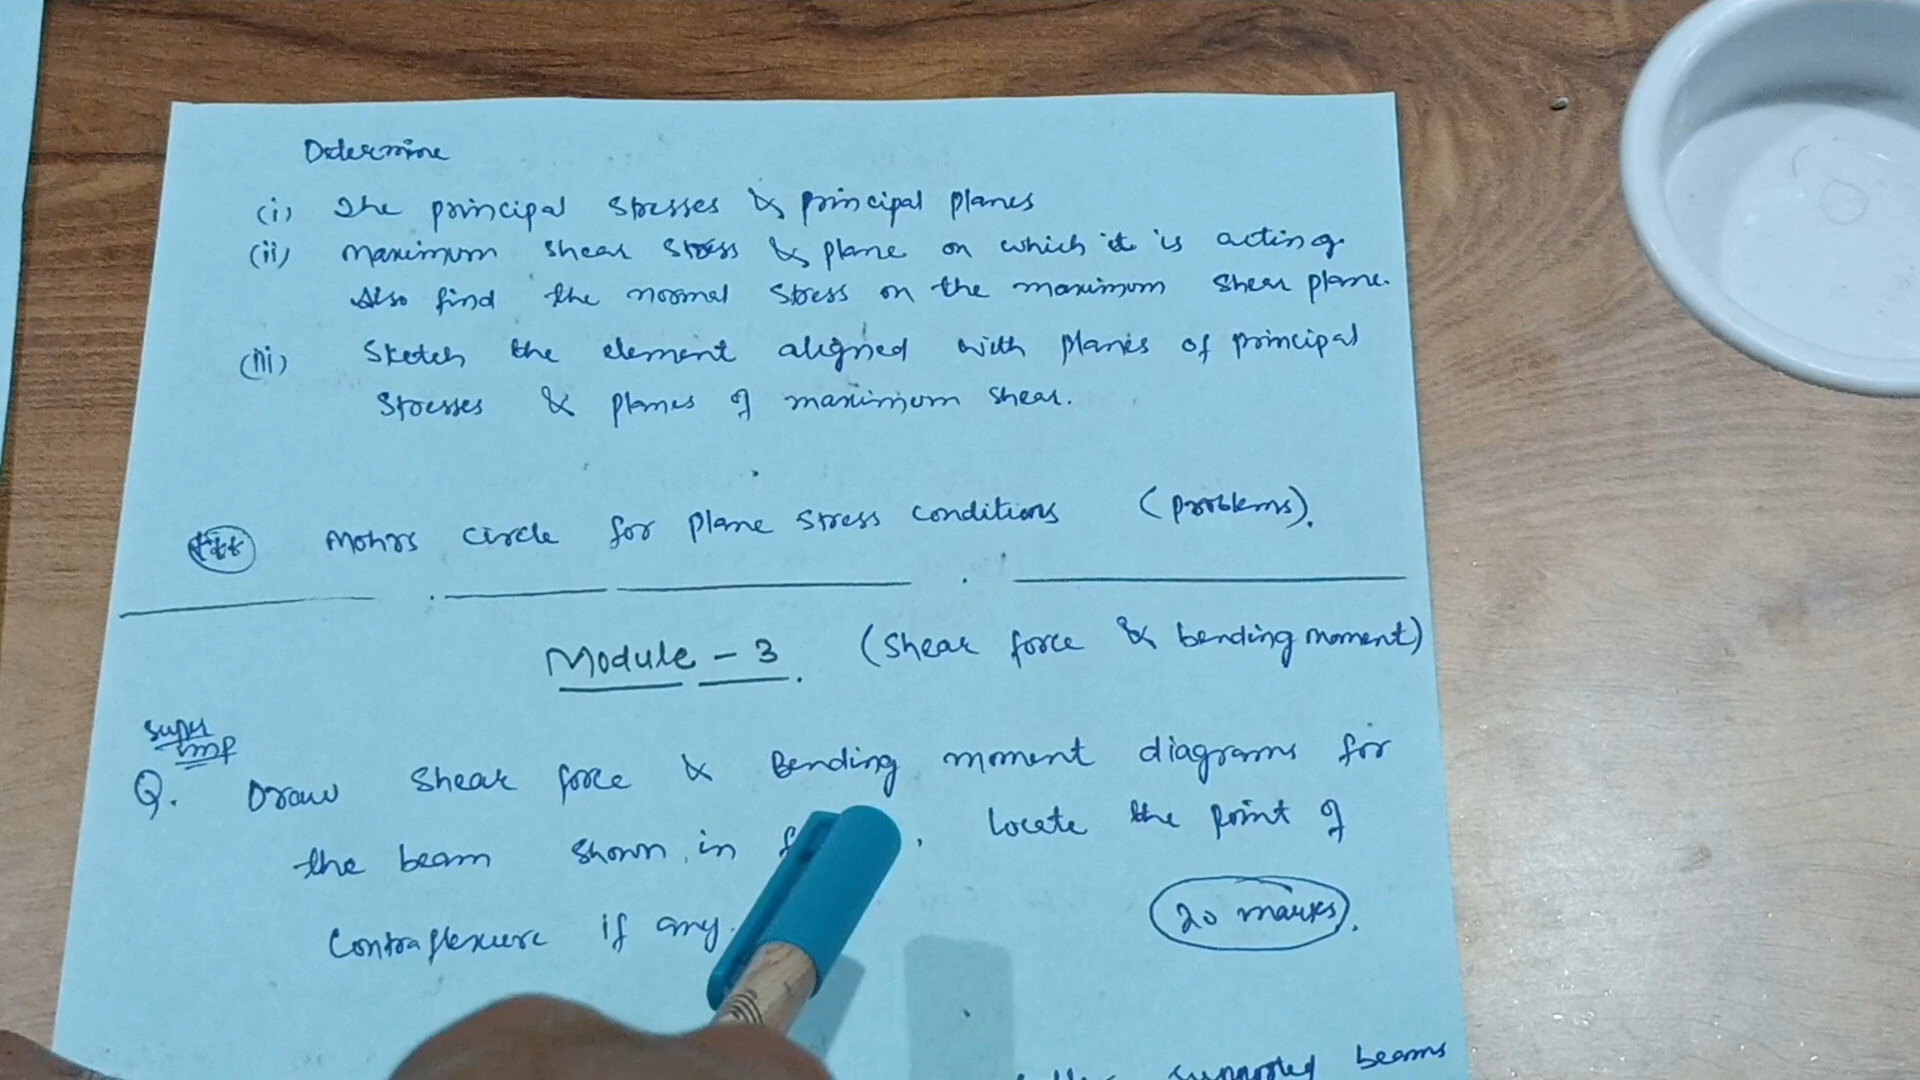 Determine
(i) The principal stresses & principal planes
(ii) Maximum shear stress & plane on which it is acting.
Also find the normal stress on the maximum shear plane.
(iii) Sketch the element aligned with planes of principal
stresses & planes of maximum shear.
*** Mohrs circle for plane stress conditions (problems).
Module - 3. (Shear force & bending moment)
Super
imp
Q. Draw shear force & Bending moment diagrams for
the beam shown in . Locate the point of
Contraflexure if any.
20 marks.
supported beams